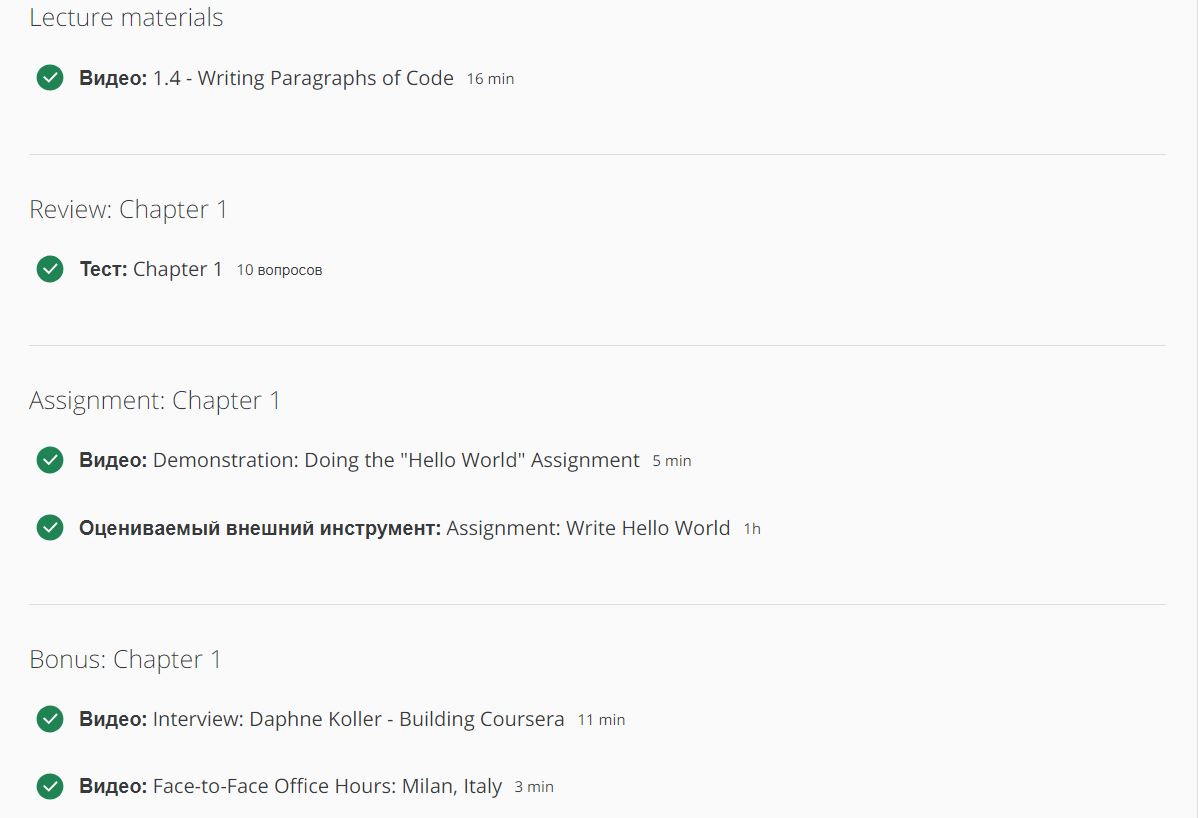 Lecture materials
Видео: 1.4 - Writing Paragraphs of Code 16 min
Review: Chapter 1
Тест: Chapter 1 10 вопросов
Assignment: Chapter 1
Видео: Demonstration: Doing the "Hello World" Assignment 5 min
Оцениваемый внешний инструмент: Assignment: Write Hello World 1h
Bonus: Chapter 1
Видео: Interview: Daphne Koller - Building Coursera 11 min
Видео: Face-to-Face Office Hours: Milan, Italy 3 min